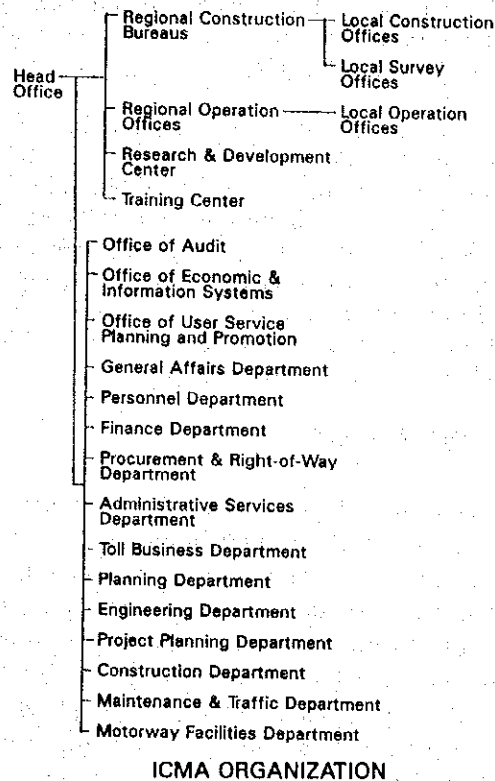 Regional Construction
Bureaus
Local Construction
Offices
Local Survey
Offices
Head
Office
Regional Operation
Offices
Local Operation
Offices
Research & Development
Center
Training Center
Office of Audit
Office of Economic &
Information Systems
Office of User Service
Planning and Promotion
General Affairs Department
Personnel Department
Finance Department
Procurement & Right-of-Way
Department
Administrative Services
Department
Toll Business Department
Planning Department
Engineering Department
Project Planning Department
Construction Department
Maintenance & Traffic Department
Motorway Facilities Department
ICMA ORGANIZATION